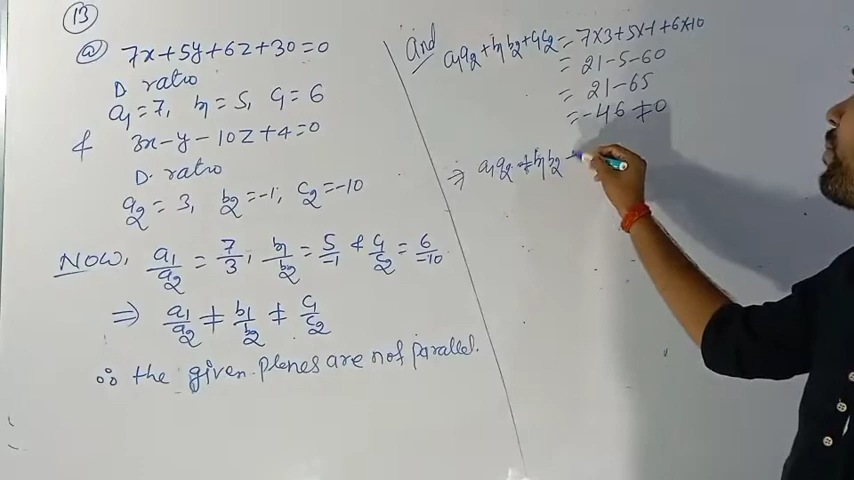 13
a 7x+5y+6z+30=0
D ratio
a₁=7, b₁=5, c₁=6
& 3x-y-10z+4=0
D. ratio
a₂=3, b₂=-1, c₂=-10
NOW, a₁/a₂ = 7/3, b₁/b₂ = 5/-1 & c₁/c₂ = 6/-10
⇒ a₁/a₂ ≠ b₁/b₂ ≠ c₁/c₂
∴ the given planes are not parallel.
And a₁a₂+b₁b₂+c₁c₂ = 7×3+5×-1+6×-10
= 21-5-60
= 21-65
= -46 ≠ 0
⇒ a₁a₂+b₁b₂+